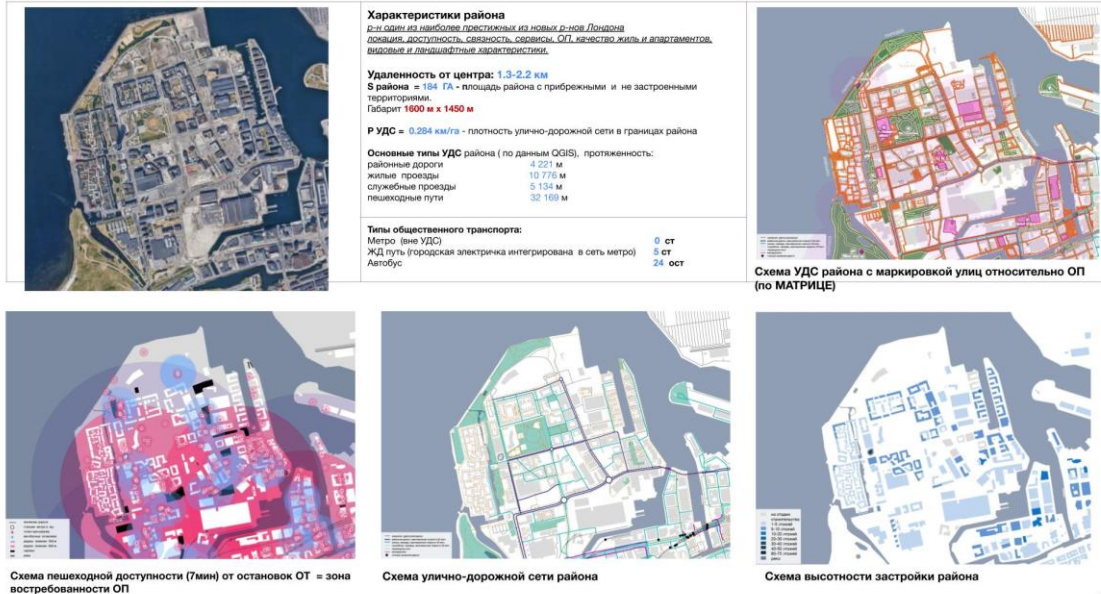 Характеристики района
р-н один из наиболее престижных из новых р-нов Лондона
локация, доступность, связность, сервисы, ОП, качество жилья и апартаментов,
видовые и ландшафтные характеристики.
Удаленность от центра: 1.3-2.2 км
S района = 184 ГА - площадь района с прибрежными и не застроенными
территориями.
Габарит 1600 м х 1450 м
Р УДС = 0.284 км/га - плотность улично-дорожной сети в границах района
Основные типы УДС района ( по данным QGIS), протяженность:
районные дороги 4 221 м
жилые проезды 10 776 м
служебные проезды 5 134 м
пешеходные пути 32 169 м
Типы общественного транспорта:
Метро (вне УДС) 0 ст
ЖД путь (городская электричка интегрирована в сеть метро) 5 ст
Автобус 24 ост
Схема УДС района с маркировкой улиц относительно ОП
(по МАТРИЦЕ)
Схема пешеходной доступности (7мин) от остановок ОТ = зона
востребованности ОП
Схема улично-дорожной сети района
Схема высотности застройки района